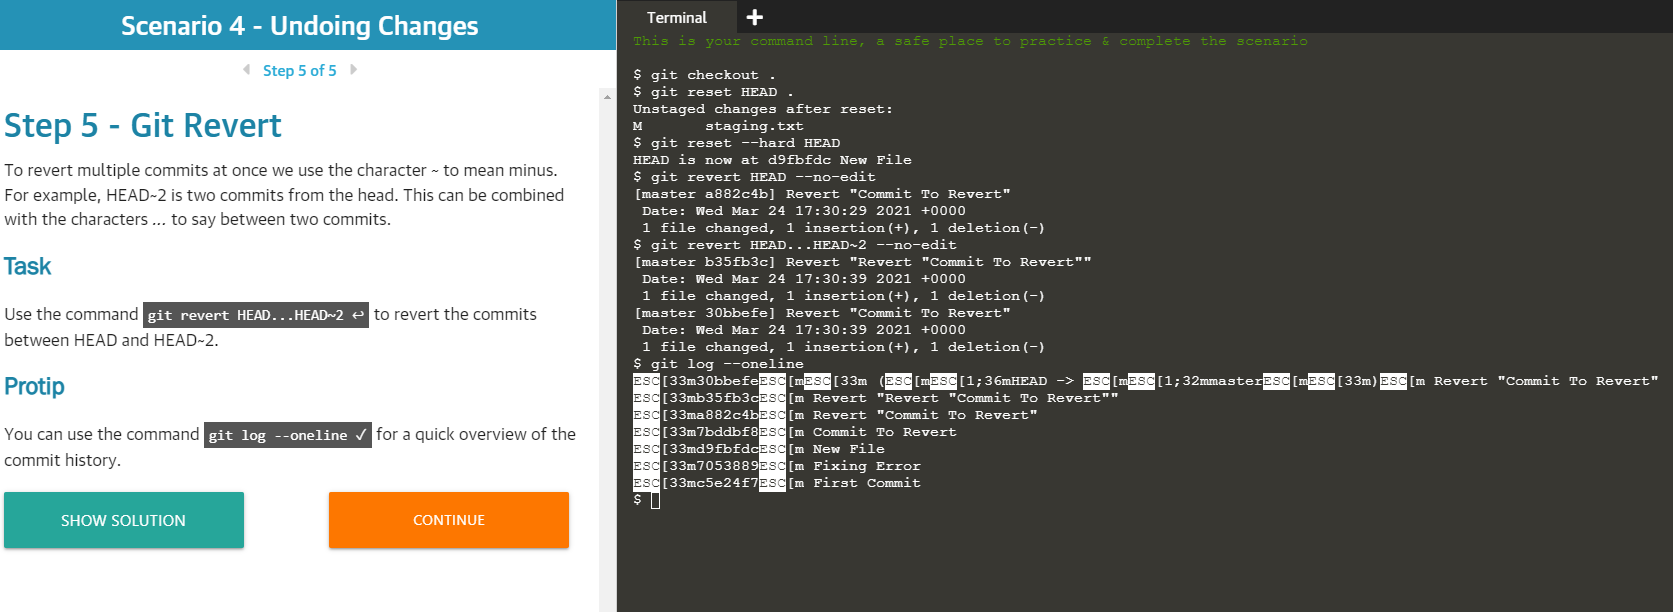 Scenario 4 - Undoing Changes
Step 5 of 5
Step 5 - Git Revert
To revert multiple commits at once we use the character ~ to mean minus.
For example, HEAD~2 is two commits from the head. This can be combined
with the characters ... to say between two commits.
Task
Use the command git revert HEAD...HEAD~2 ↩ to revert the commits
between HEAD and HEAD~2.
Protip
You can use the command git log --oneline ✓ for a quick overview of the
commit history.
SHOW SOLUTION
CONTINUE
Terminal
This is your command line, a safe place to practice & complete the scenario
$ git checkout .
$ git reset HEAD .
Unstaged changes after reset:
M staging.txt
$ git reset --hard HEAD
HEAD is now at d9fbfdc New File
$ git revert HEAD --no-edit
[master a882c4b] Revert "Commit To Revert"
Date: Wed Mar 24 17:30:29 2021 +0000
1 file changed, 1 insertion(+), 1 deletion(-)
$ git revert HEAD...HEAD~2 --no-edit
[master b35fb3c] Revert "Revert "Commit To Revert""
Date: Wed Mar 24 17:30:39 2021 +0000
1 file changed, 1 insertion(+), 1 deletion(-)
[master 30bbefe] Revert "Commit To Revert"
Date: Wed Mar 24 17:30:39 2021 +0000
1 file changed, 1 insertion(+), 1 deletion(-)
$ git log --oneline
ESC[33m30bbefeESC[mESC[33m (ESC[mESC[1;36mHEAD -> ESC[mESC[1;32mmasterESC[mESC[33m)ESC[m Revert "Commit To Revert"
ESC[33mb35fb3cESC[m Revert "Revert "Commit To Revert""
ESC[33ma882c4bESC[m Revert "Commit To Revert"
ESC[33m7bddbf8ESC[m Commit To Revert
ESC[33md9fbfdcESC[m New File
ESC[33m7053889ESC[m Fixing Error
ESC[33mc5e24f7ESC[m First Commit
$